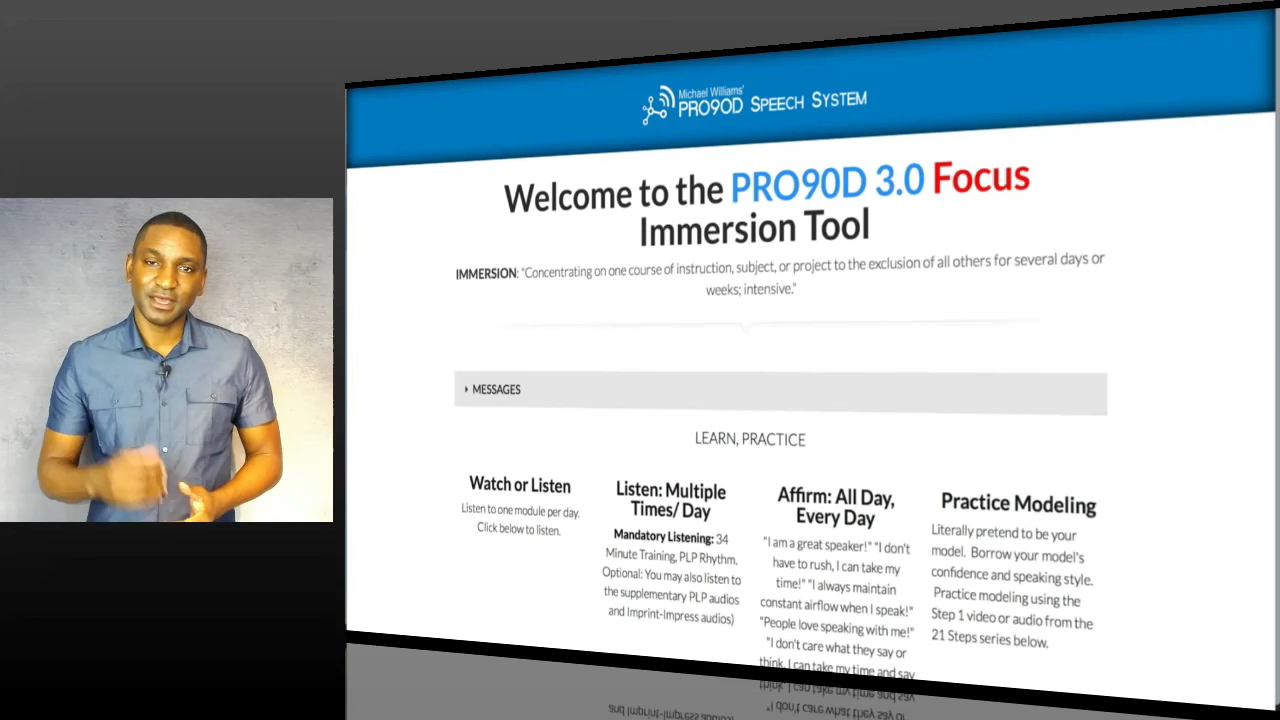 Michael Williams'
PRO90D SPEECH SYSTEM
Welcome to the PRO90D 3.0 Focus
Immersion Tool
IMMERSION: "Concentrating on one course of instruction, subject, or project to the exclusion of all others for several days or
weeks; intensive."
MESSAGES
LEARN, PRACTICE
Watch or Listen
Listen to one module per day.
Click below to listen.
Listen: Multiple
Times/ Day
Mandatory Listening: 34
Minute Training, PLP Rhythm.
Optional: You may also listen to
the supplementary PLP audios
and Imprint-Impress audios)
Affirm: All Day,
Every Day
"I am a great speaker!" "I don't
have to rush, I can take my
time!" "I always maintain
constant airflow when I speak!"
"People love speaking with me!"
"I don't care what they say or
think, I can take my time and say
Practice Modeling
Literally pretend to be your
model. Borrow your model's
confidence and speaking style.
Practice modeling using the
Step 1 video or audio from the
21 Steps series below.